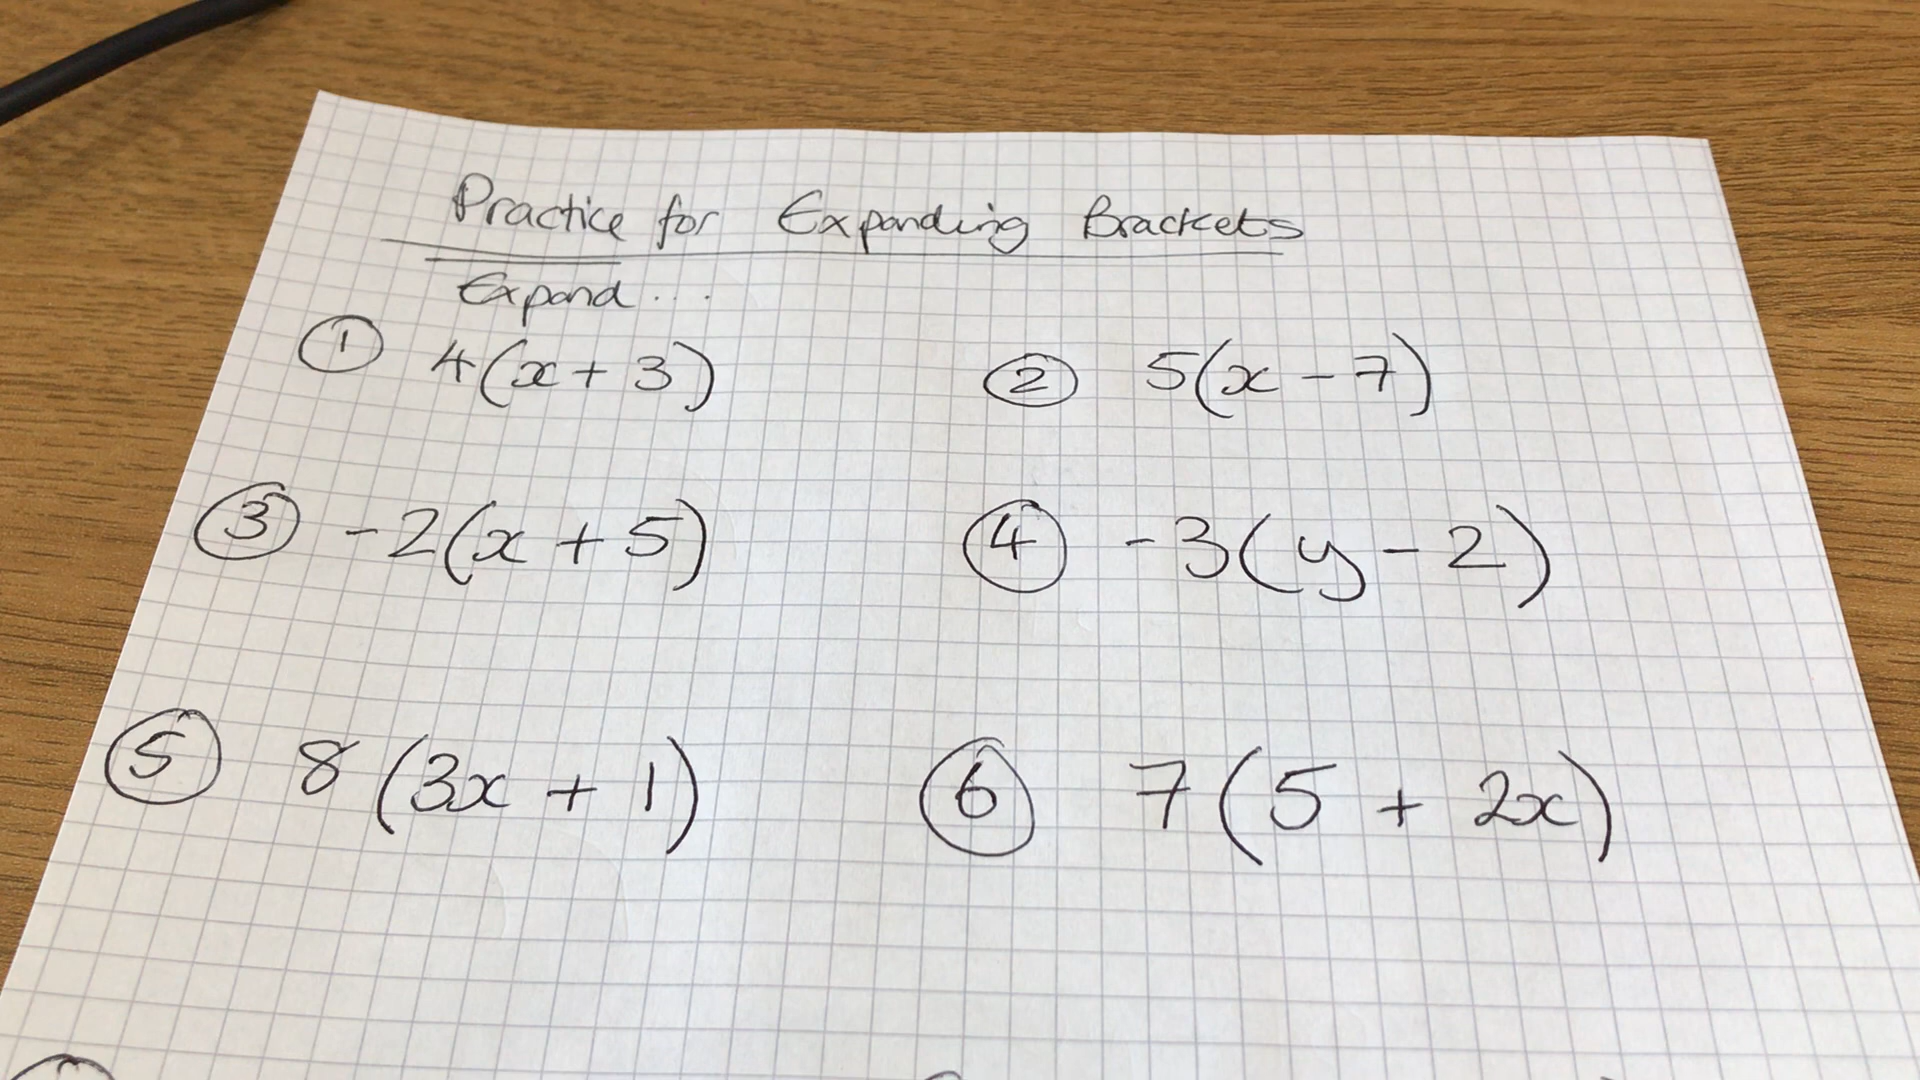 Practice for Expanding Brackets
Expand...
① 4(x + 3) ② 5(x - 7)
③ -2(x + 5) ④ -3(y - 2)
⑤ 8(3x + 1) ⑥ 7(5 + 2x)